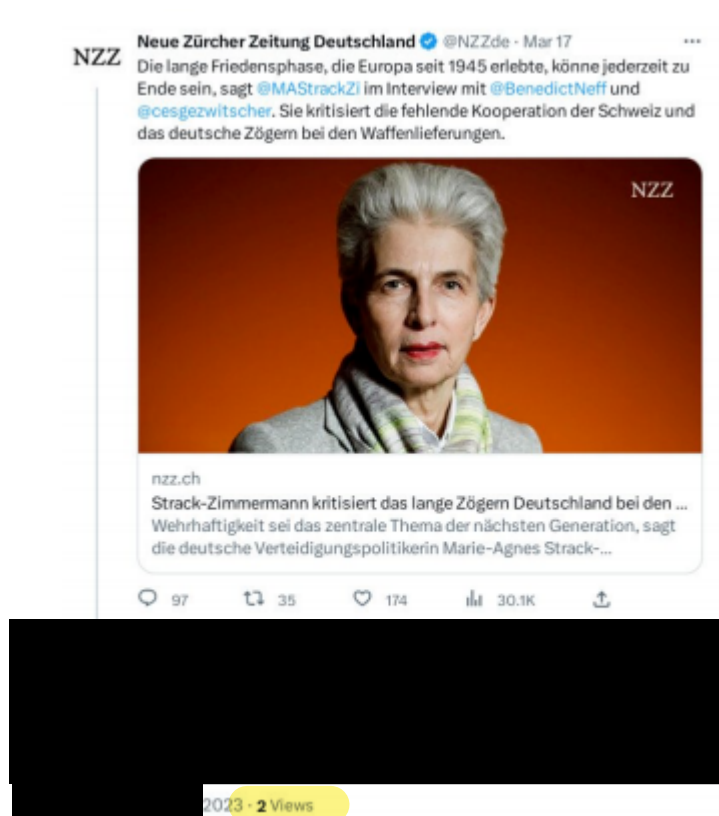 NZZ
Neue Zürcher Zeitung Deutschland @NZZde · Mar 17
Die lange Friedensphase, die Europa seit 1945 erlebte, könne jederzeit zu
Ende sein, sagt @MAStrackZi im Interview mit @BenedictNeff und
@cesgezwitscher. Sie kritisiert die fehlende Kooperation der Schweiz und
das deutsche Zögern bei den Waffenlieferungen.
NZZ
nzz.ch
Strack-Zimmermann kritisiert das lange Zögern Deutschland bei den ...
Wehrhaftigkeit sei das zentrale Thema der nächsten Generation, sagt
die deutsche Verteidigungspolitikerin Marie-Agnes Strack-...
97 35 174 30.1K
2023 · 2 Views